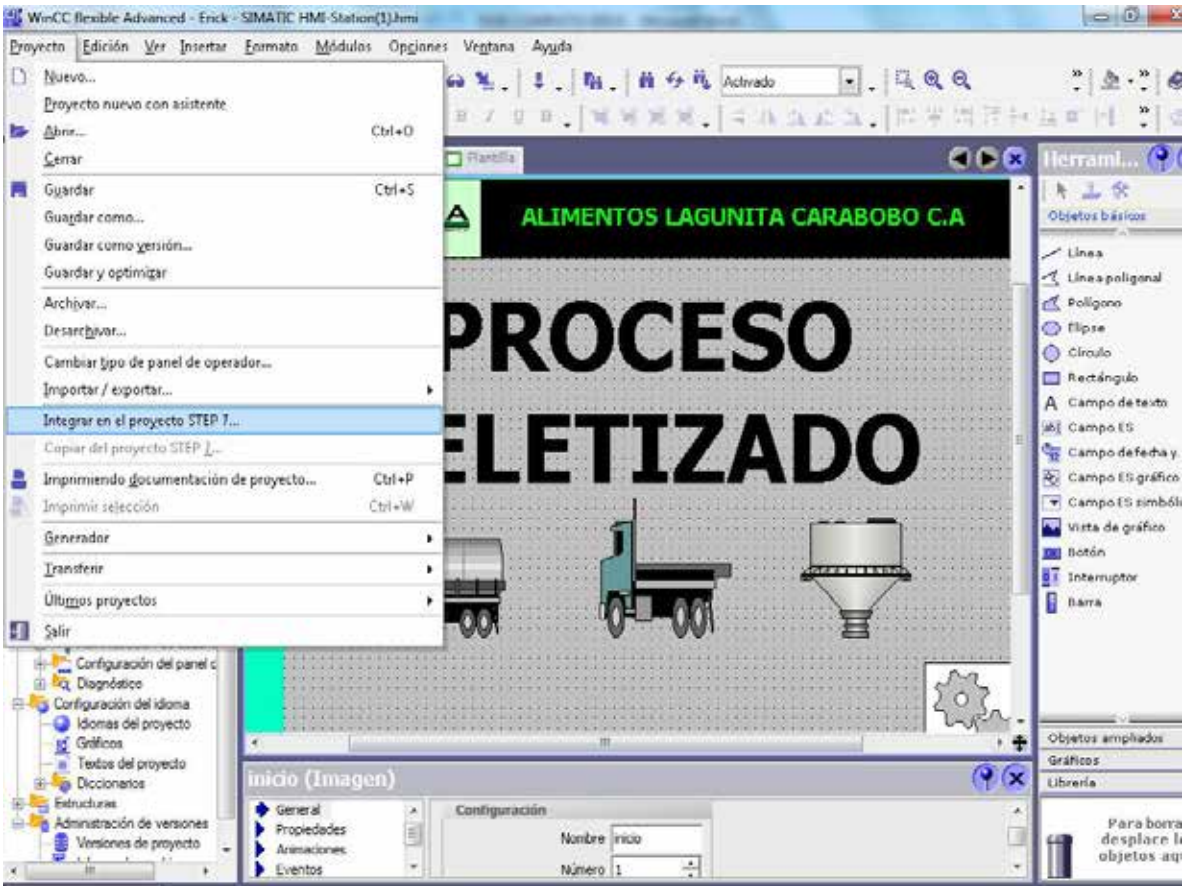 WinCC flexible Advanced - Erick - SIMATIC HMI-Station(1).hmi
Proyecto Edición Ver Insertar Formato Módulos Opciones Ventana Ayuda
Nuevo...
Proyecto nuevo con asistente
Abrir... Ctrl+O
Cerrar
Guardar Ctrl+S
Guardar como...
Guardar como versión...
Guardar y optimizar
Archivar...
Desarchivar...
Cambiar tipo de panel de operador...
Importar / exportar...
Integrar en el proyecto STEP 7...
Copiar del proyecto STEP 7...
Imprimiendo documentación de proyecto... Ctrl+P
Imprimir selección Ctrl+W
Generador
Transferir
Últimos proyectos
Salir
Activado
Plantilla
ALIMENTOS LAGUNITA CARABOBO C.A
PROCESO
ELETIZADO
Herrami...
Objetos básicos
Línea
Línea poligonal
Polígono
Elipse
Círculo
Rectángulo
Campo de texto
Campo ES
Campo de fecha y.
Campo ES gráfico
Campo ES simbóli
Vista de gráfico
Botón
Interruptor
Barra
Objetos ampliados
Gráficos
Librería
Para borra
desplace l
objetos aq
Configuración del panel c
Diagnóstico
Configuración del idioma
Idiomas del proyecto
Gráficos
Textos del proyecto
Diccionarios
Estructuras
Administración de versiones
Versiones de proyecto
inicio (Imagen)
General
Propiedades
Animaciones
Eventos
Configuración
Nombre inicio
Número 1